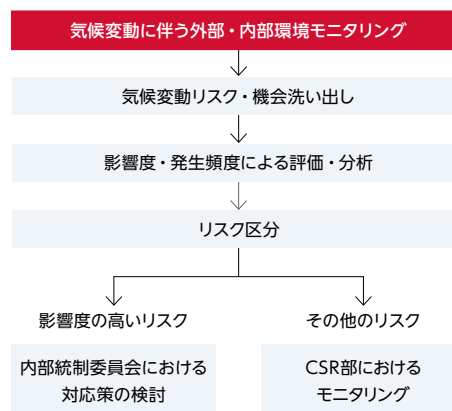 気候変動に伴う外部・内部環境モニタリング
気候変動リスク・機会洗い出し
影響度・発生頻度による評価・分析
リスク区分
影響度の高いリスク
その他のリスク
内部統制委員会における
対応策の検討
CSR部における
モニタリング